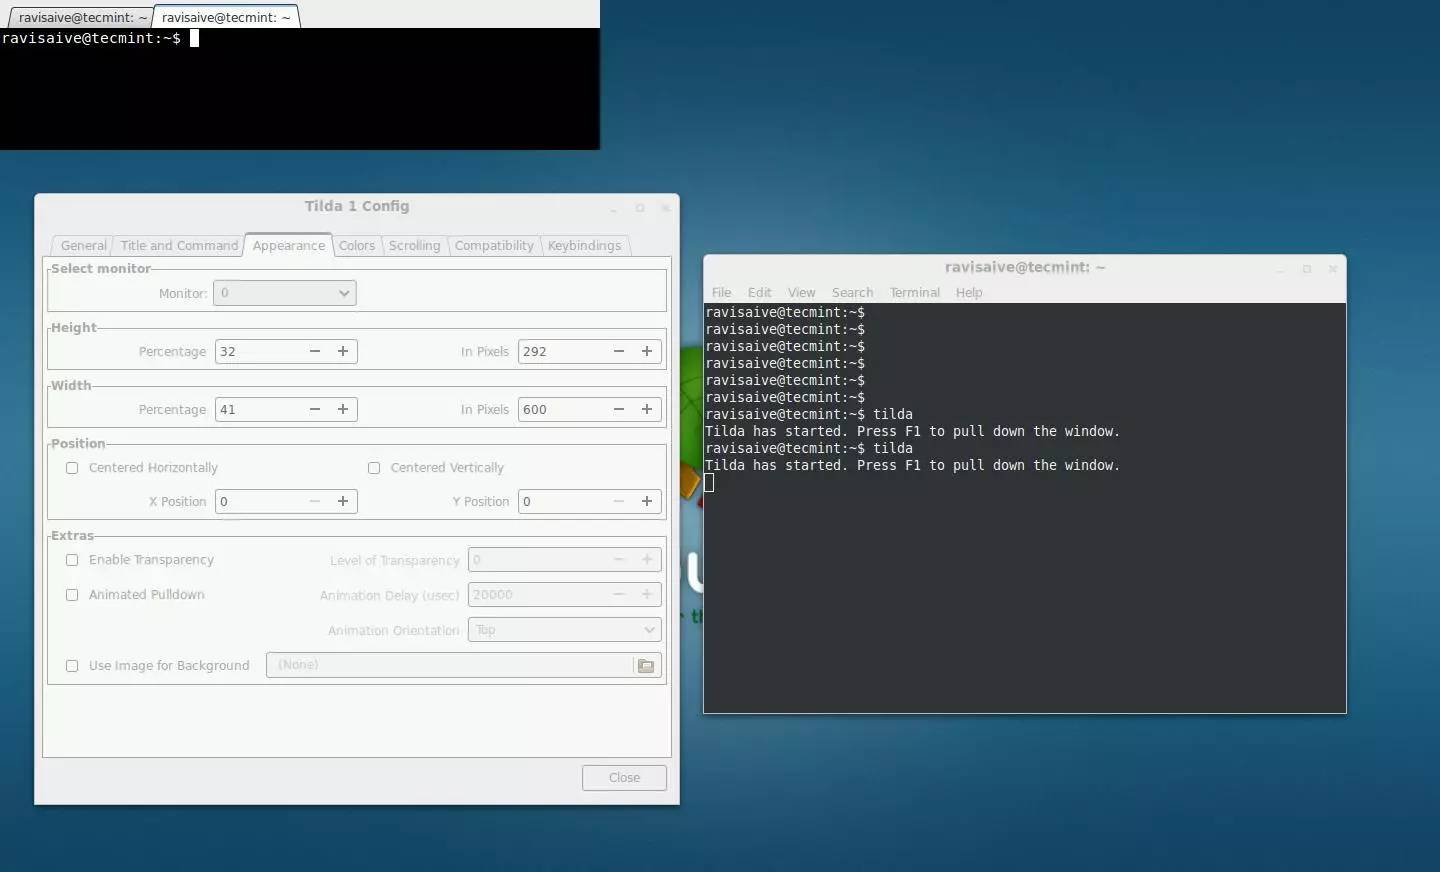 ravisaive@tecmint: ~ ravisaive@tecmint: ~
ravisaive@tecmint:~$
Tilda 1 Config
General Title and Command Appearance Colors Scrolling Compatibility Keybindings
Select monitor
Monitor: 0
Height
Percentage 32 In Pixels 292
Width
Percentage 41 In Pixels 600
Position
Centered Horizontally Centered Vertically
X Position 0 Y Position 0
Extras
Enable Transparency Level of Transparency 0
Animated Pulldown Animation Delay (usec) 20000
Animation Orientation Top
Use Image for Background (None)
Close
ravisaive@tecmint: ~
File Edit View Search Terminal Help
ravisaive@tecmint:~$
ravisaive@tecmint:~$
ravisaive@tecmint:~$
ravisaive@tecmint:~$
ravisaive@tecmint:~$
ravisaive@tecmint:~$
ravisaive@tecmint:~$ tilda
Tilda has started. Press F1 to pull down the window.
ravisaive@tecmint:~$ tilda
Tilda has started. Press F1 to pull down the window.